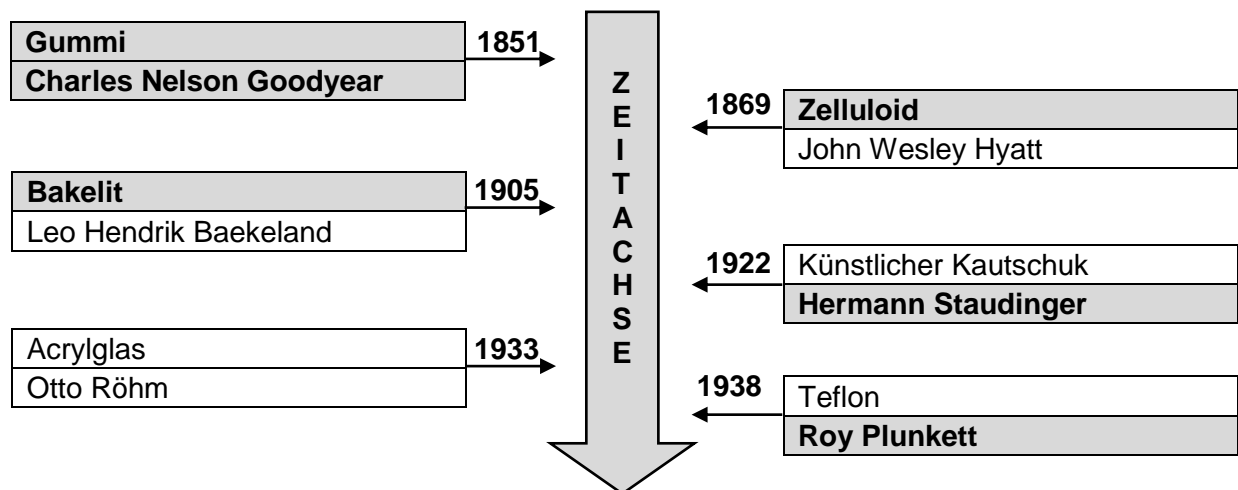 Gummi
Charles Nelson Goodyear
1851
1869
Zelluloid
John Wesley Hyatt
Bakelit
Leo Hendrik Baekeland
1905
1922
Künstlicher Kautschuk
Hermann Staudinger
Acrylglas
Otto Röhm
1933
1938
Teflon
Roy Plunkett
ZEITACHSE